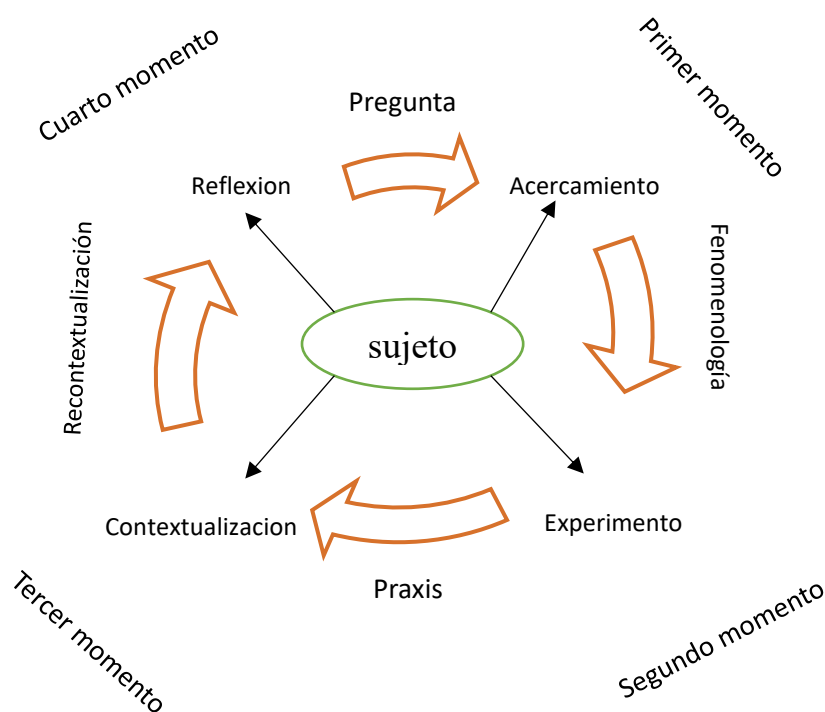 Cuarto momento
Primer momento
Pregunta
Reflexion
Acercamiento
Recontextualización
Fenomenología
sujeto
Contextualizacion
Experimento
Praxis
Tercer momento
Segundo momento